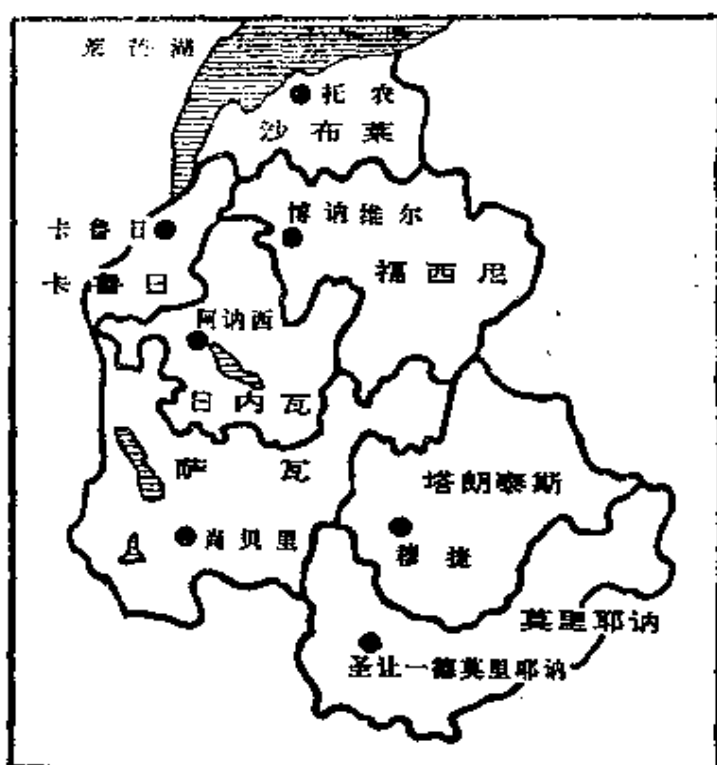 莱芒湖
托农
沙布莱
博讷维尔
卡鲁日
福西尼
卡鲁日
阿讷西
日内瓦
萨瓦
塔朗泰斯
尚贝里
穆捷
莫里耶讷
圣让一德莫里耶讷